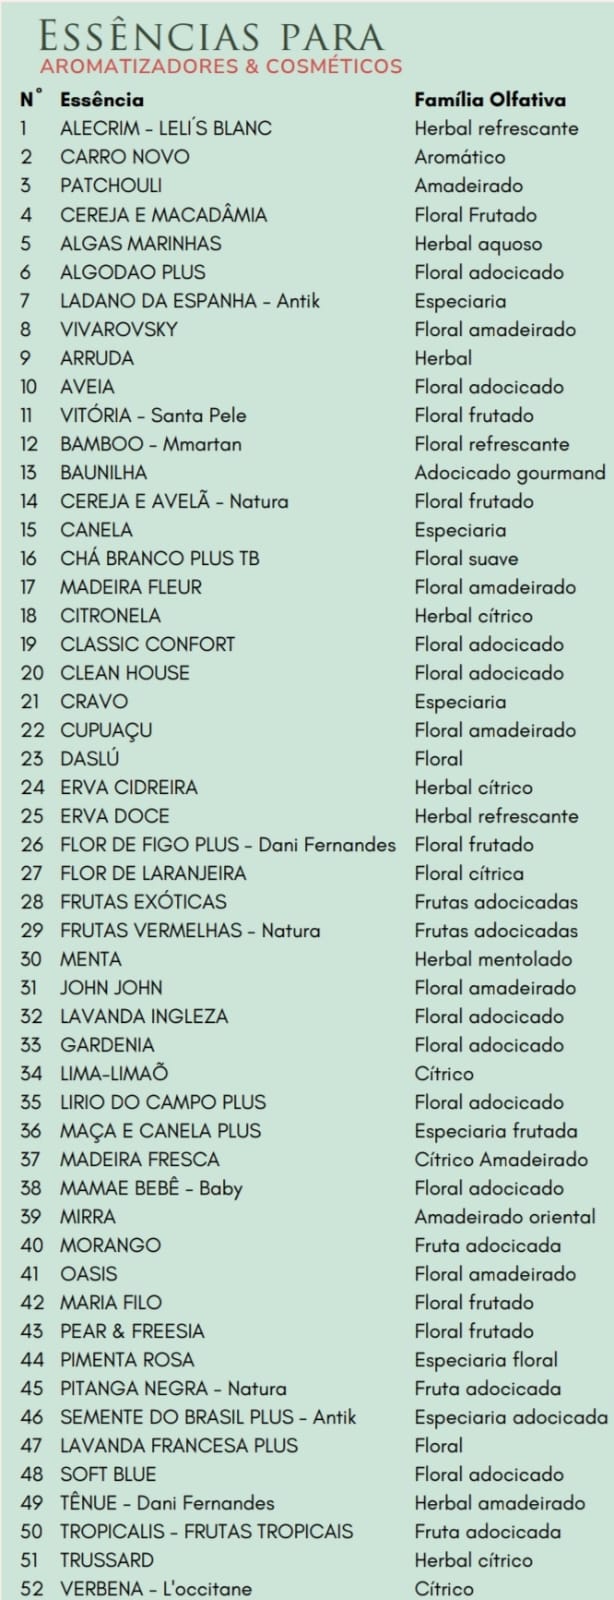 ESSÊNCIAS PARA
AROMATIZADORES & COSMÉTICOS
N° Essência Família Olfativa
1 ALECRIM - LELI´S BLANC Herbal refrescante
2 CARRO NOVO Aromático
3 PATCHOULI Amadeirado
4 CEREJA E MACADÂMIA Floral Frutado
5 ALGAS MARINHAS Herbal aquoso
6 ALGODAO PLUS Floral adocicado
7 LADANO DA ESPANHA - Antik Especiaria
8 VIVAROVSKY Floral amadeirado
9 ARRUDA Herbal
10 AVEIA Floral adocicado
11 VITÓRIA - Santa Pele Floral frutado
12 BAMBOO - Mmartan Floral refrescante
13 BAUNILHA Adocicado gourmand
14 CEREJA E AVELÃ - Natura Floral frutado
15 CANELA Especiaria
16 CHÁ BRANCO PLUS TB Floral suave
17 MADEIRA FLEUR Floral amadeirado
18 CITRONELA Herbal cítrico
19 CLASSIC CONFORT Floral adocicado
20 CLEAN HOUSE Floral adocicado
21 CRAVO Especiaria
22 CUPUAÇU Floral amadeirado
23 DASLÚ Floral
24 ERVA CIDREIRA Herbal cítrico
25 ERVA DOCE Herbal refrescante
26 FLOR DE FIGO PLUS - Dani Fernandes Floral frutado
27 FLOR DE LARANJEIRA Floral cítrica
28 FRUTAS EXÓTICAS Frutas adocicadas
29 FRUTAS VERMELHAS - Natura Frutas adocicadas
30 MENTA Herbal mentolado
31 JOHN JOHN Floral amadeirado
32 LAVANDA INGLEZA Floral adocicado
33 GARDENIA Floral adocicado
34 LIMA-LIMAÕ Cítrico
35 LIRIO DO CAMPO PLUS Floral adocicado
36 MAÇA E CANELA PLUS Especiaria frutada
37 MADEIRA FRESCA Cítrico Amadeirado
38 MAMAE BEBÊ - Baby Floral adocicado
39 MIRRA Amadeirado oriental
40 MORANGO Fruta adocicada
41 OASIS Floral amadeirado
42 MARIA FILO Floral frutado
43 PEAR & FREESIA Floral frutado
44 PIMENTA ROSA Especiaria floral
45 PITANGA NEGRA - Natura Fruta adocicada
46 SEMENTE DO BRASIL PLUS - Antik Especiaria adocicada
47 LAVANDA FRANCESA PLUS Floral
48 SOFT BLUE Floral adocicado
49 TÊNUE - Dani Fernandes Herbal amadeirado
50 TROPICALIS - FRUTAS TROPICAIS Fruta adocicada
51 TRUSSARD Herbal cítrico
52 VERBENA - L'occitane Cítrico